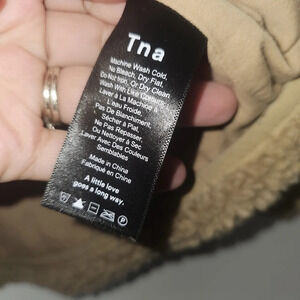 Tna
Machine Wash Cold,
No Bleach, Dry Flat,
Do Not Iron, Or Dry Clean
Wash With Like Colours.
Laver À La Machine À
L'eau Froide,
Pas De Blanchiment,
Sécher à Plat.
Ne Pas Repasser,
Ou Nettoyer à Sec
Laver Avec Des Couleurs
Semblables
Made in China
Fabriqué en China
A little love
goes a long way.